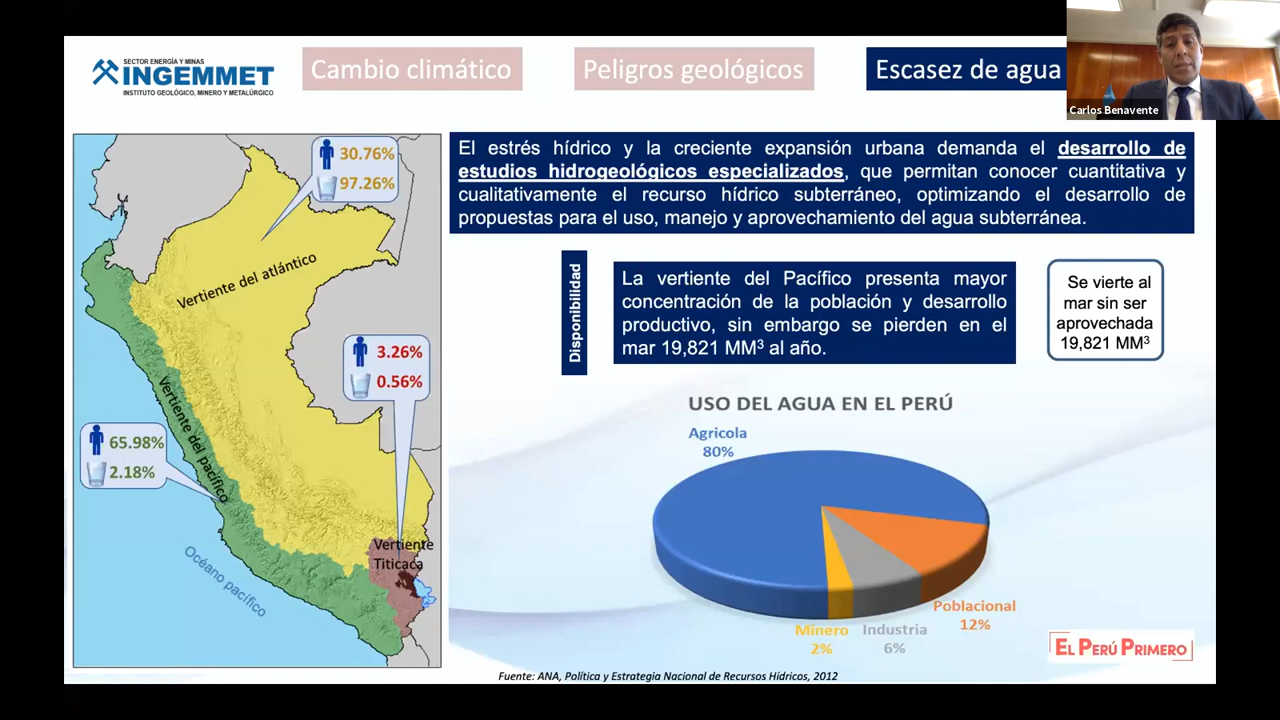 SECTOR ENERGÍA Y MINAS
INGEMMET
INSTITUTO GEOLÓGICO, MINERO Y METALÚRGICO
Cambio climático
Peligros geológicos
Escasez de agua
Carlos Benavente
El estrés hídrico y la creciente expansión urbana demanda el desarrollo de
estudios hidrogeológicos especializados, que permitan conocer cuantitativa y
cualitativamente el recurso hídrico subterráneo, optimizando el desarrollo de
propuestas para el uso, manejo y aprovechamiento del agua subterránea.
30.76%
97.26%
Vertiente del atlántico
3.26%
0.56%
65.98%
2.18%
Vertiente del pacífico
Vertiente
Titicaca
Océano pacífico
Disponibilidad
La vertiente del Pacífico presenta mayor
concentración de la población y desarrollo
productivo, sin embargo se pierden en el
mar 19,821 MM³ al año.
Se vierte al
mar sin ser
aprovechada
19,821 MM³
USO DEL AGUA EN EL PERÚ
Agricola
80%
Poblacional
12%
Industria
6%
Minero
2%
EL PERÚ PRIMERO
Fuente: ANA, Política y Estrategia Nacional de Recursos Hídricos, 2012